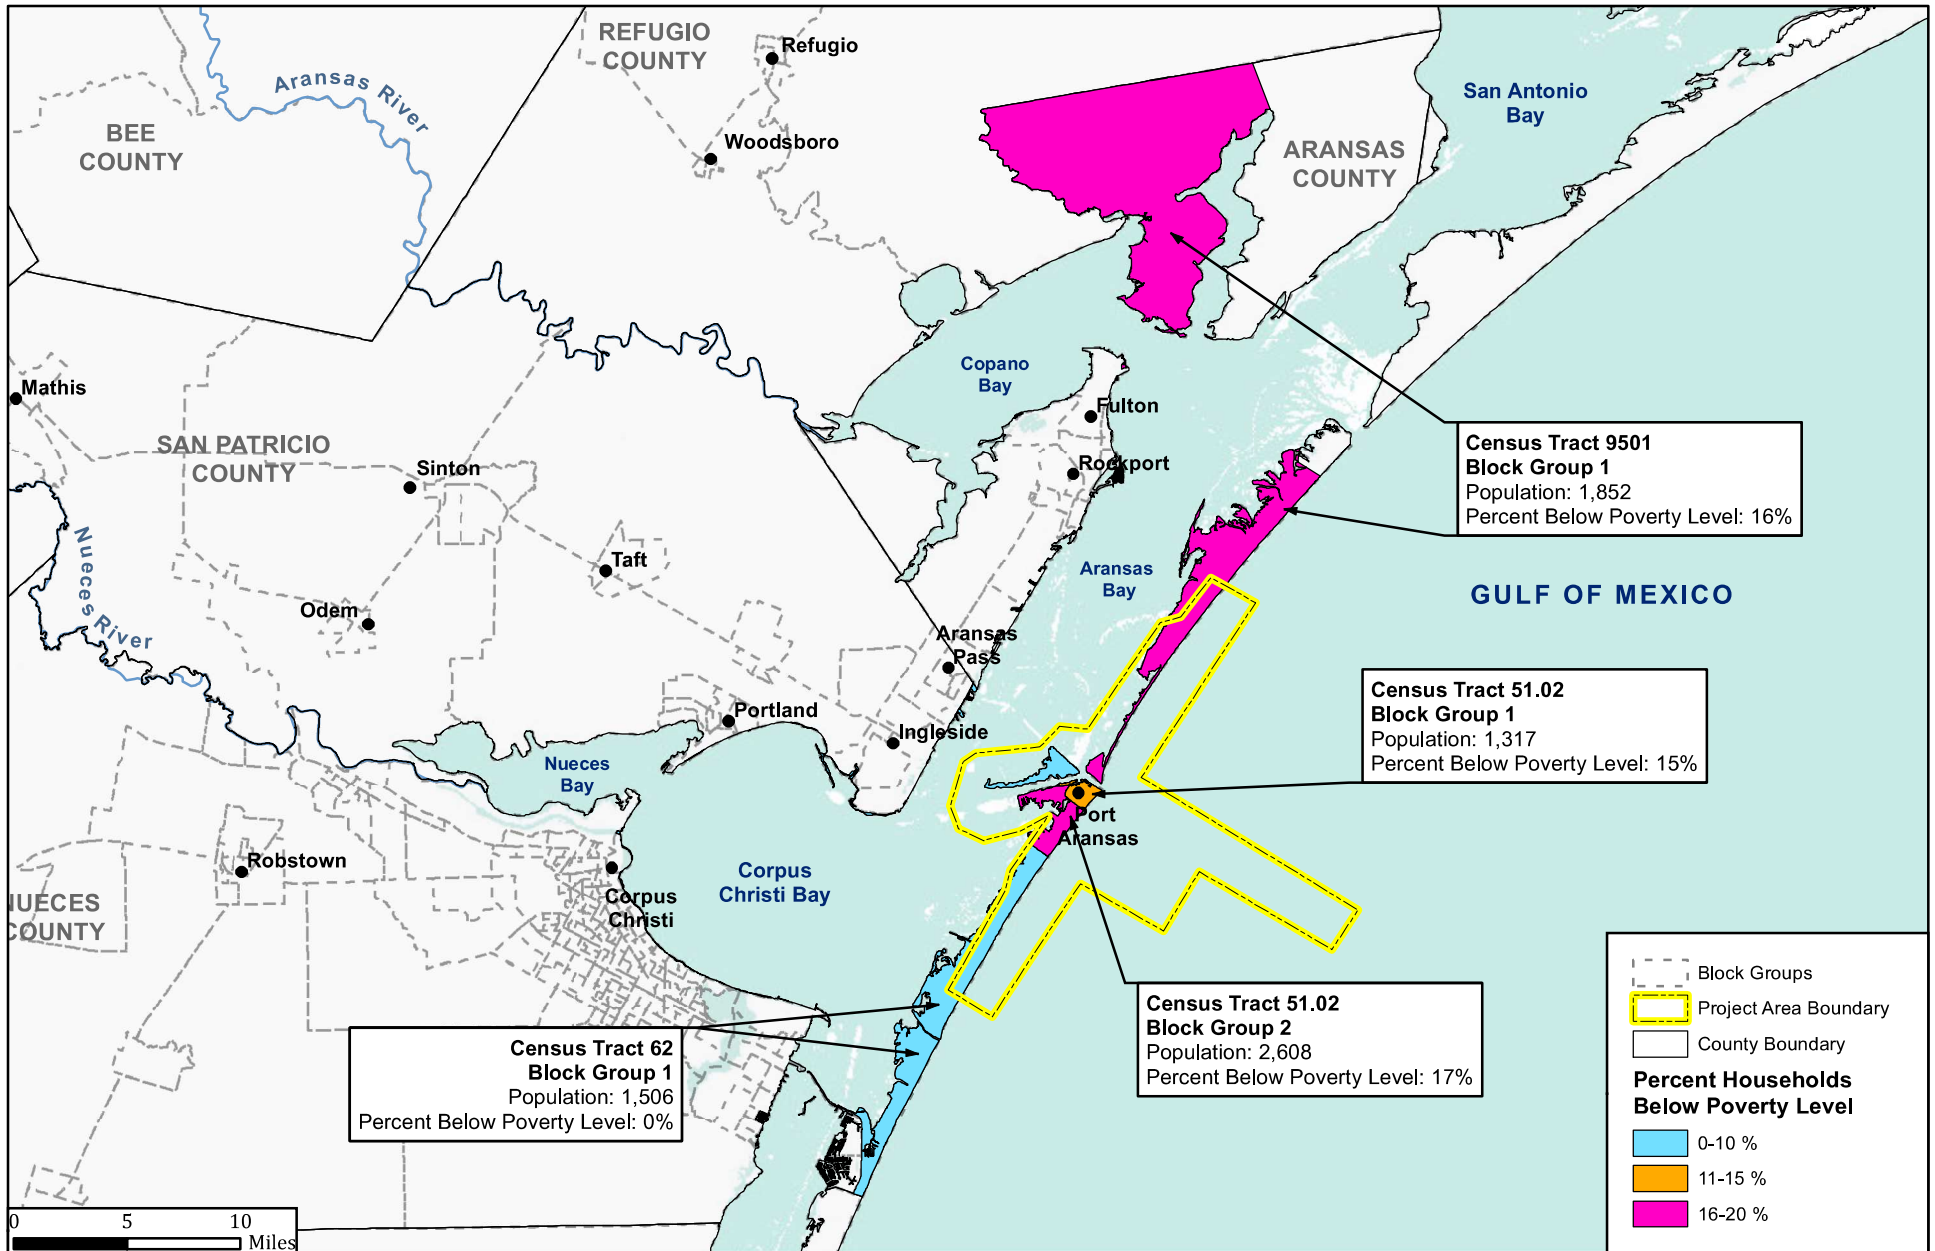 REFUGIO
COUNTY
Refugio
Aransas River
BEE
COUNTY
Woodsboro
San Antonio
Bay
ARANSAS
COUNTY
Copano
Bay
Mathis
Fulton
SAN PATRICIO
COUNTY
Sinton
Rockport
Census Tract 9501
Block Group 1
Population: 1,852
Percent Below Poverty Level: 16%
Nueces River
Taft
Aransas
Bay
GULF OF MEXICO
Odem
Aransas
Pass
Portland
Ingleside
Census Tract 51.02
Block Group 1
Population: 1,317
Percent Below Poverty Level: 15%
Nueces
Bay
Port
Aransas
Robstown
Corpus
Christi Bay
Corpus
Christi
NUECES
COUNTY
Census Tract 51.02
Block Group 2
Population: 2,608
Percent Below Poverty Level: 17%
Census Tract 62
Block Group 1
Population: 1,506
Percent Below Poverty Level: 0%
Block Groups
Project Area Boundary
County Boundary
Percent Households
Below Poverty Level
0-10 %
11-15 %
16-20 %
0 5 10
Miles